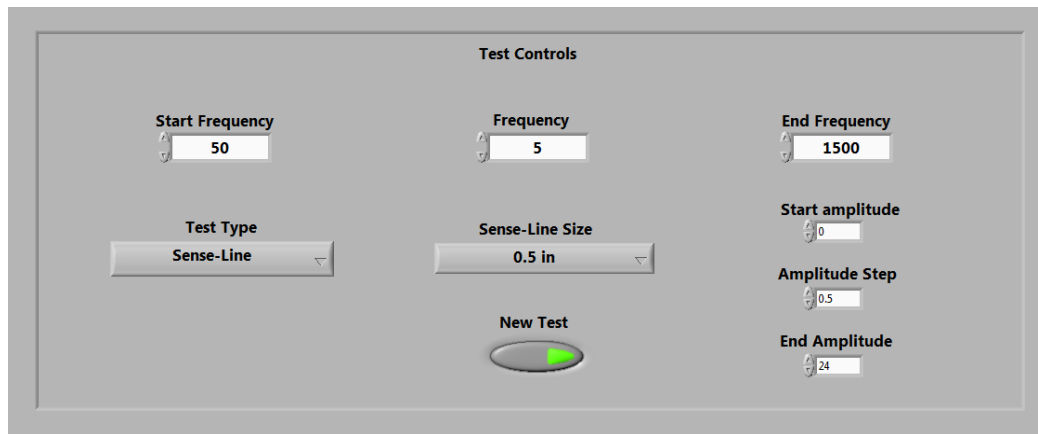 Test Controls
Start Frequency
50
Frequency
5
End Frequency
1500
Test Type
Sense-Line
Sense-Line Size
0.5 in
New Test
Start amplitude
0
Amplitude Step
0.5
End Amplitude
24